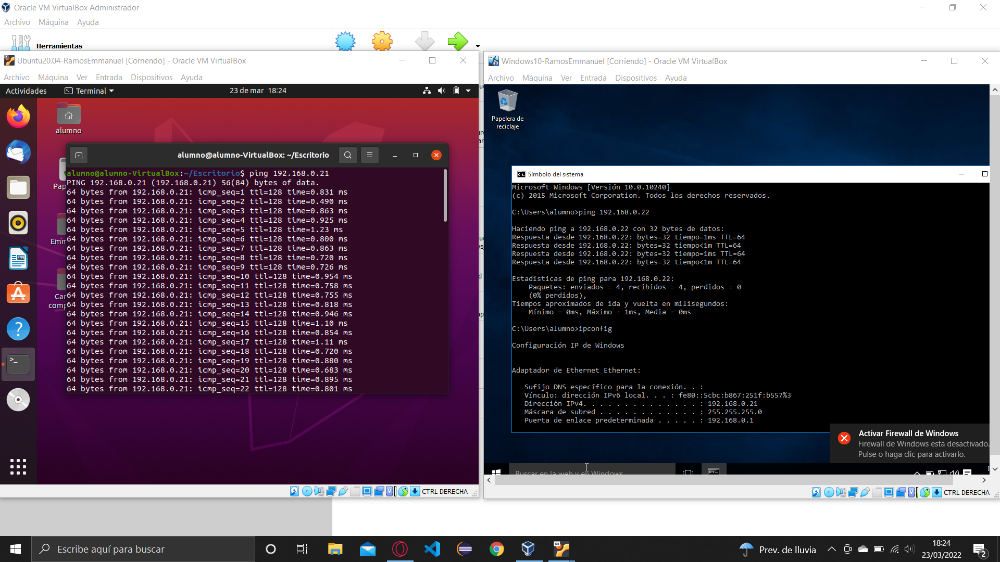 Oracle VM VirtualBox Administrador
Archivo Máquina Ayuda
Herramientas
Ubuntu20.04-RamosEmmanuel [Corriendo] - Oracle VM VirtualBox
Archivo Máquina Ver Entrada Dispositivos Ayuda
Actividades Terminal 23 de mar 18:24
alumno
alumno@alumno-VirtualBox: ~/Escritorio
alumno@alumno-VirtualBox:~/Escritorio$ ping 192.168.0.21
PING 192.168.0.21 (192.168.0.21) 56(84) bytes of data.
64 bytes from 192.168.0.21: icmp_seq=1 ttl=128 time=0.831 ms
64 bytes from 192.168.0.21: icmp_seq=2 ttl=128 time=0.490 ms
64 bytes from 192.168.0.21: icmp_seq=3 ttl=128 time=0.863 ms
64 bytes from 192.168.0.21: icmp_seq=4 ttl=128 time=0.925 ms
64 bytes from 192.168.0.21: icmp_seq=5 ttl=128 time=1.23 ms
64 bytes from 192.168.0.21: icmp_seq=6 ttl=128 time=0.800 ms
64 bytes from 192.168.0.21: icmp_seq=7 ttl=128 time=0.863 ms
64 bytes from 192.168.0.21: icmp_seq=8 ttl=128 time=0.720 ms
64 bytes from 192.168.0.21: icmp_seq=9 ttl=128 time=0.726 ms
64 bytes from 192.168.0.21: icmp_seq=10 ttl=128 time=0.954 ms
64 bytes from 192.168.0.21: icmp_seq=11 ttl=128 time=0.758 ms
64 bytes from 192.168.0.21: icmp_seq=12 ttl=128 time=0.755 ms
64 bytes from 192.168.0.21: icmp_seq=13 ttl=128 time=0.818 ms
64 bytes from 192.168.0.21: icmp_seq=14 ttl=128 time=0.946 ms
64 bytes from 192.168.0.21: icmp_seq=15 ttl=128 time=1.10 ms
64 bytes from 192.168.0.21: icmp_seq=16 ttl=128 time=0.854 ms
64 bytes from 192.168.0.21: icmp_seq=17 ttl=128 time=1.11 ms
64 bytes from 192.168.0.21: icmp_seq=18 ttl=128 time=0.720 ms
64 bytes from 192.168.0.21: icmp_seq=19 ttl=128 time=0.880 ms
64 bytes from 192.168.0.21: icmp_seq=20 ttl=128 time=0.683 ms
64 bytes from 192.168.0.21: icmp_seq=21 ttl=128 time=0.895 ms
64 bytes from 192.168.0.21: icmp_seq=22 ttl=128 time=0.801 ms
CTRL DERECHA
Windows10-RamosEmmanuel [Corriendo] - Oracle VM VirtualBox
Archivo Máquina Ver Entrada Dispositivos Ayuda
Papelera de
reciclaje
Símbolo del sistema
Microsoft Windows [Versión 10.0.10240]
(c) 2015 Microsoft Corporation. Todos los derechos reservados.
C:\Users\alumno>ping 192.168.0.22
Haciendo ping a 192.168.0.22 con 32 bytes de datos:
Respuesta desde 192.168.0.22: bytes=32 tiempo=1ms TTL=64
Respuesta desde 192.168.0.22: bytes=32 tiempo<1m TTL=64
Respuesta desde 192.168.0.22: bytes=32 tiempo=1ms TTL=64
Respuesta desde 192.168.0.22: bytes=32 tiempo<1m TTL=64
Estadísticas de ping para 192.168.0.22:
Paquetes: enviados = 4, recibidos = 4, perdidos = 0
(0% perdidos),
Tiempos aproximados de ida y vuelta en milisegundos:
Mínimo = 0ms, Máximo = 1ms, Media = 0ms
C:\Users\alumno>ipconfig
Configuración IP de Windows
Adaptador de Ethernet Ethernet:
Sufijo DNS específico para la conexión. . :
Vínculo: dirección IPv6 local. . . : fe80::5cbc:b867:251f:b557%3
Dirección IPv4. . . . . . . . . . . . . . : 192.168.0.21
Máscara de subred . . . . . . . . . . . . : 255.255.255.0
Puerta de enlace predeterminada . . . . . : 192.168.0.1
Activar Firewall de Windows
Firewall de Windows está desactivado.
Pulse o haga clic para activarlo.
Buscar en la web y en Windows
CTRL DERECHA
Escribe aquí para buscar
Prev. de lluvia
18:24
23/03/2022
2